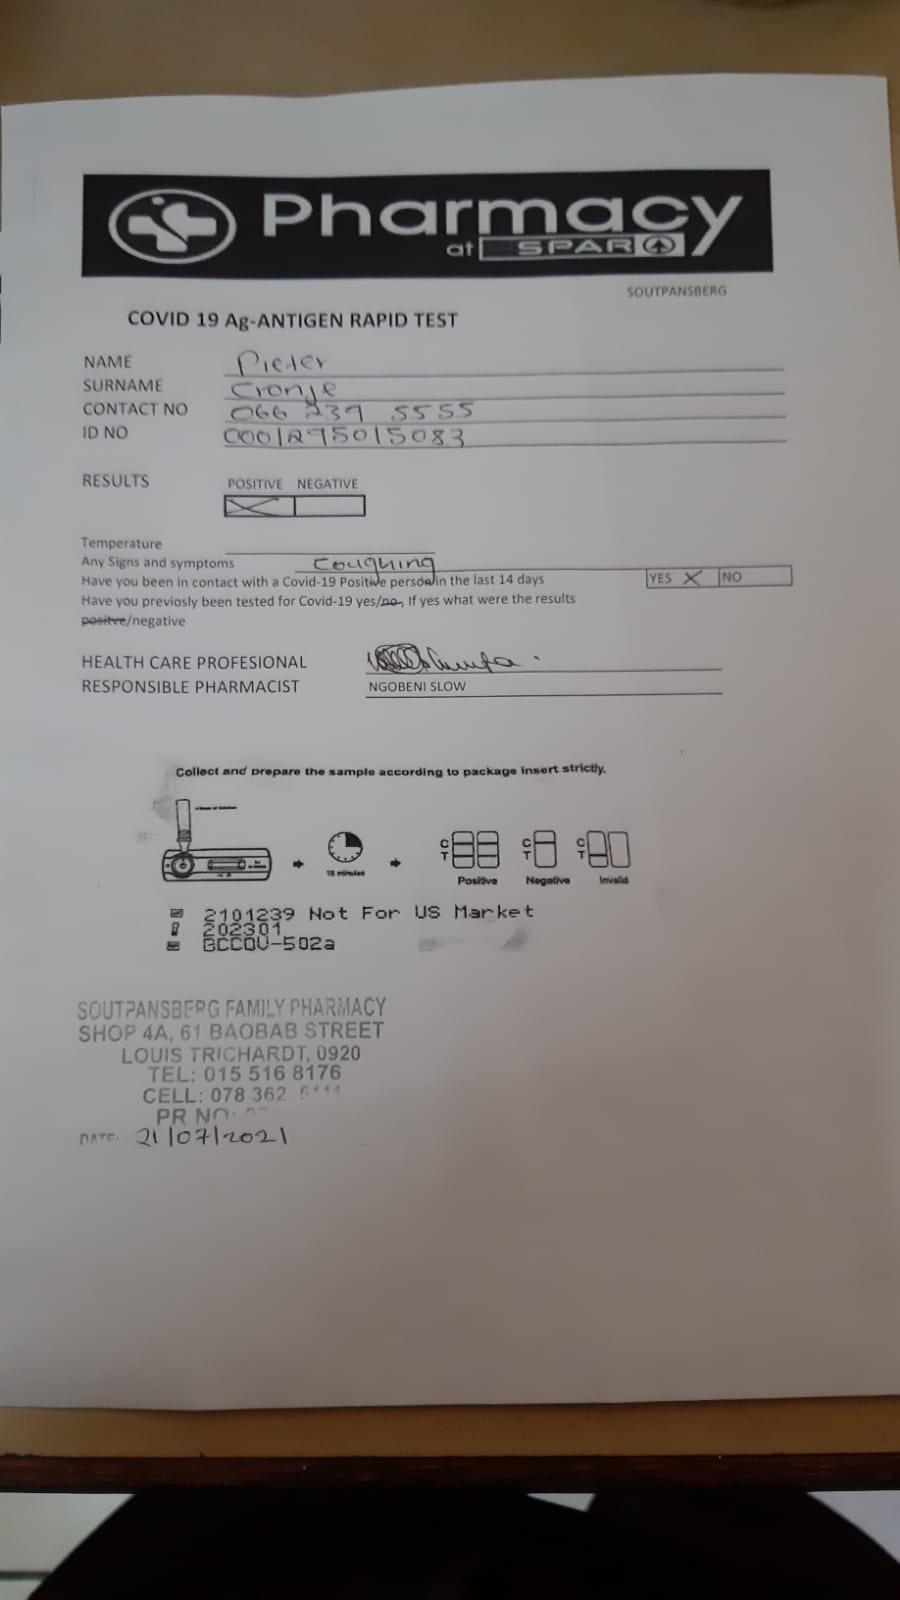 Pharmacy
at SPAR
SOUTPANSBERG
COVID 19 Ag-ANTIGEN RAPID TEST
NAME Pieter
SURNAME Cronje
CONTACT NO 066 239 5555
ID NO 0001295015083
RESULTS POSITIVE NEGATIVE
Temperature
Any Signs and symptoms Coughing
Have you been in contact with a Covid-19 Positive person in the last 14 days YES X NO
Have you previosly been tested for Covid-19 yes/no, If yes what were the results
positve/negative
HEALTH CARE PROFESIONAL
RESPONSIBLE PHARMACIST NGOBENI SLOW
Collect and prepare the sample according to package insert strictly.
15 minutes
C T C T C T
Positive Negative Invalid
2101239 Not For US Market
202301
GCCOV-502a
SOUTPANSBERG FAMILY PHARMACY
SHOP 4A, 61 BAOBAB STREET
LOUIS TRICHARDT, 0920
TEL: 015 516 8176
CELL: 078 362
PR NO:
DATE: 21/07/2021